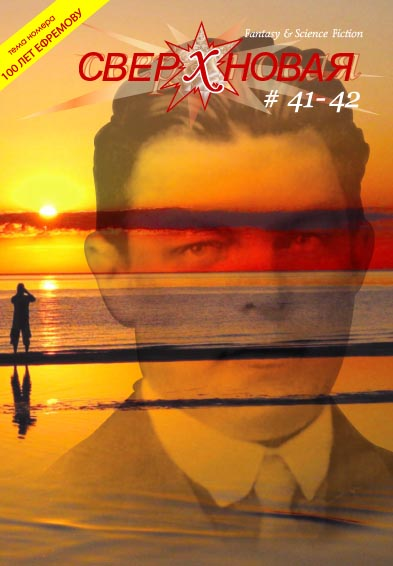 тема номера
100 ЛЕТ ЕФРЕМОВУ
Fantasy & Science Fiction
СВЕРХНОВАЯ
# 41-42